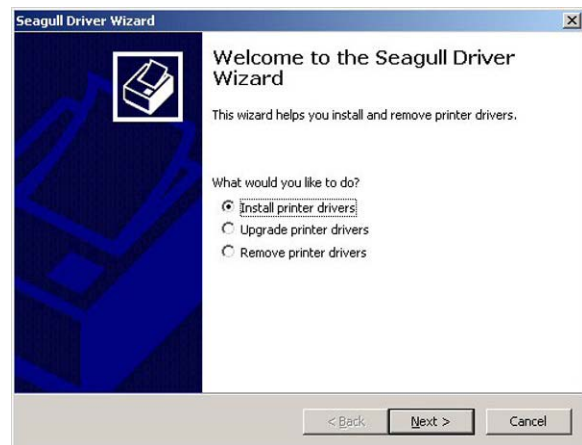 Seagull Driver Wizard
Welcome to the Seagull Driver
Wizard
This wizard helps you install and remove printer drivers.
What would you like to do?
Install printer drivers
Upgrade printer drivers
Remove printer drivers
< Back
Next >
Cancel